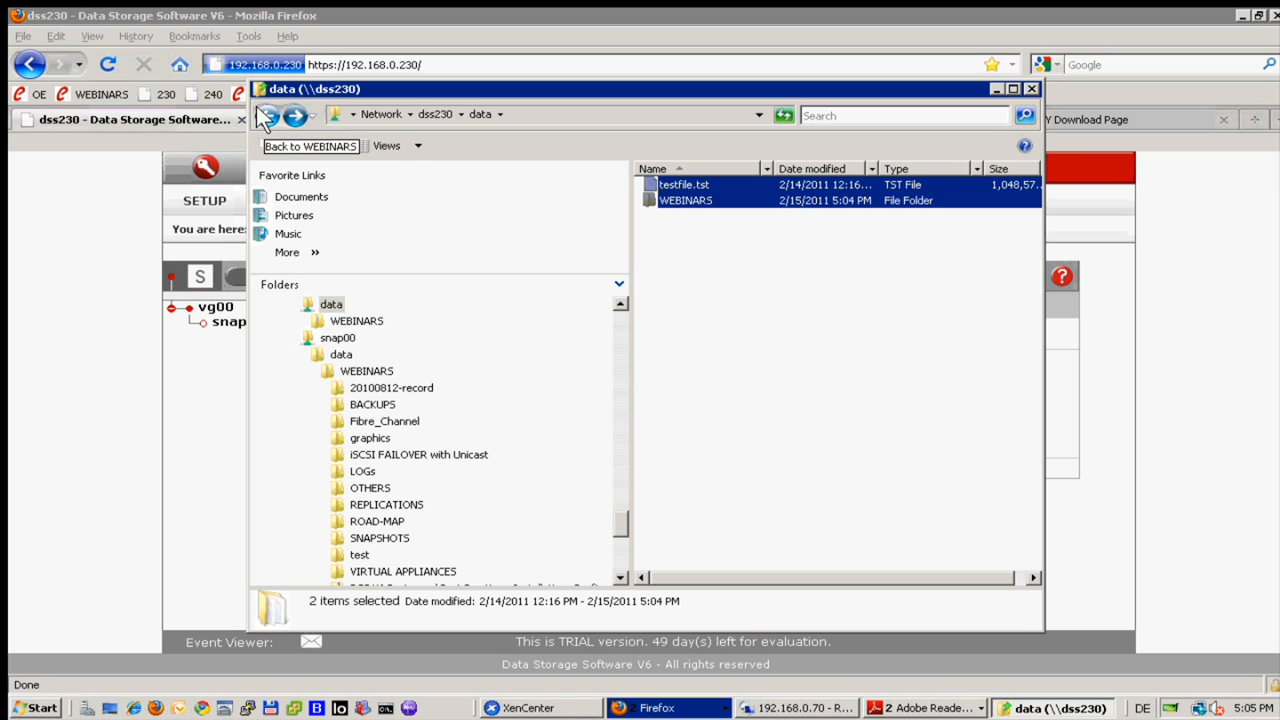 dss230 - Data Storage Software V6 - Mozilla Firefox
File Edit View History Bookmarks Tools Help
192.168.0.230 https://192.168.0.230/ Google
OE WEBINARS 230 240
data (\\dss230)
dss230 - Data Storage Software... Y Download Page
Network dss230 data Search
Back to WEBINARS Views
SETUP
You are here:
S
vg00
snap
Favorite Links
Documents
Pictures
Music
More »
Folders
data
WEBINARS
snap00
data
WEBINARS
20100812-record
BACKUPS
Fibre_Channel
graphics
iSCSI FAILOVER with Unicast
LOGs
OTHERS
REPLICATIONS
ROAD-MAP
SNAPSHOTS
test
VIRTUAL APPLIANCES
Name Date modified Type Size
testfile.tst 2/14/2011 12:16... TST File 1,048,57...
WEBINARS 2/15/2011 5:04 PM File Folder
2 items selected Date modified: 2/14/2011 12:16 PM - 2/15/2011 5:04 PM
Event Viewer: This is TRIAL version. 49 day(s) left for evaluation.
Data Storage Software V6 - All rights reserved
Done
Start XenCenter 2 Firefox 192.168.0.70 - R... 2 Adobe Reade... data (\\dss230) DE 5:05 PM